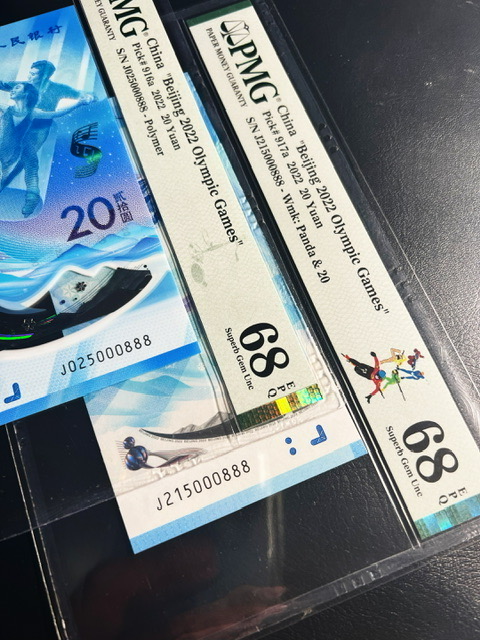 人民银行
20
贰拾圆
J025000888
PMG
PAPER MONEY GUARANTY
China "Beijing 2022 Olympic Games"
Pick# 916a 2022 20 Yuan
S/N J025000888 - Polymer
68
EPQ
Superb Gem Unc
J215000888
PMG
PAPER MONEY GUARANTY
China "Beijing 2022 Olympic Games"
Pick# 917a 2022 20 Yuan
S/N J215000888 - Wmk: Panda & 20
68
EPQ
Superb Gem Unc